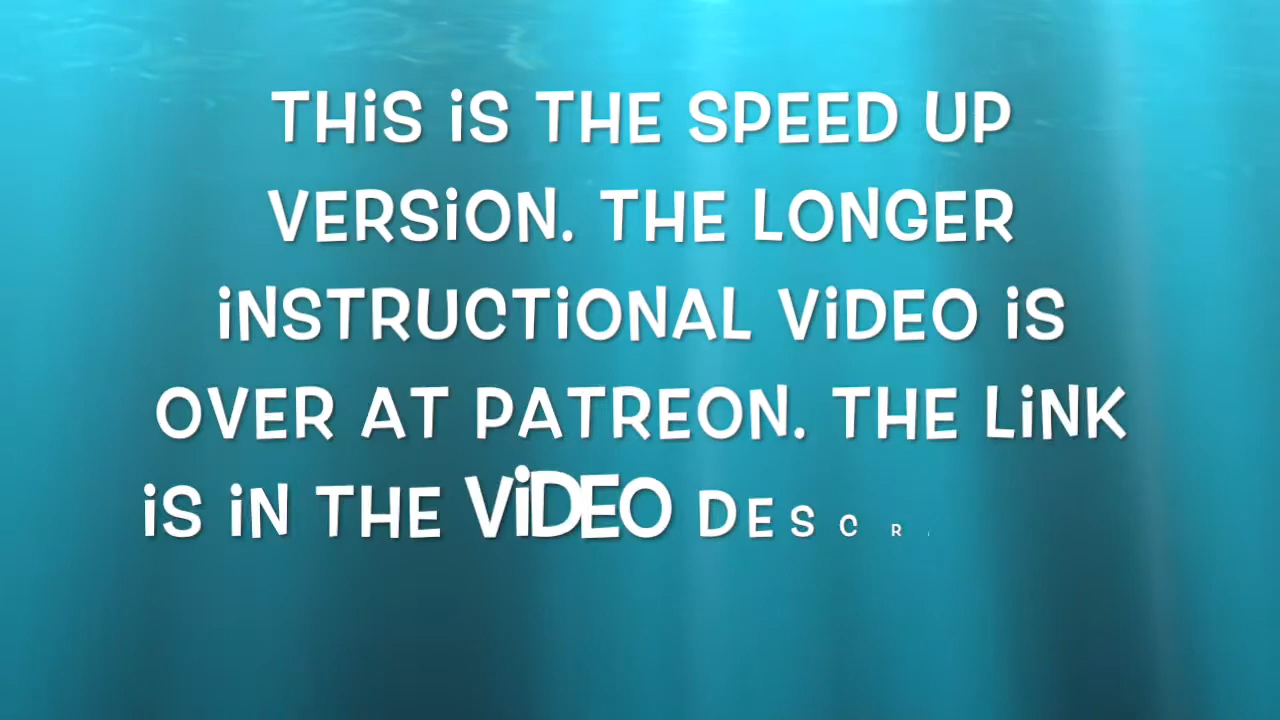 THiS iS THE SPEED UP
VERSiON. THE LONGER
iNSTRUCTiONAL ViDEO iS
OVER AT PATREON. THE LiNK
iS iN THE ViDEO DESCR